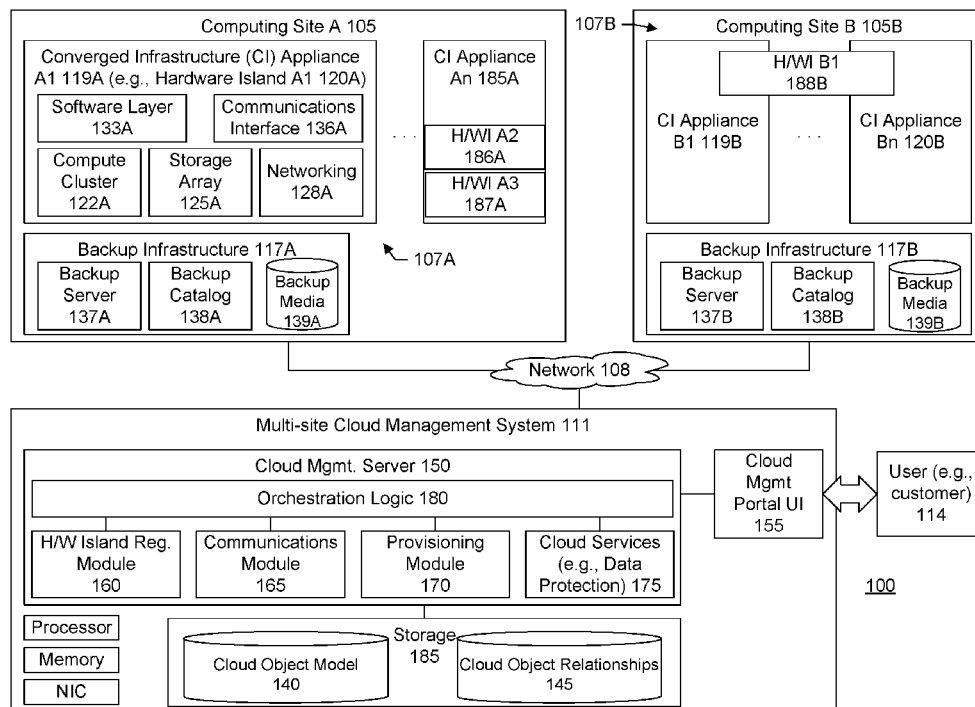 Computing Site A 105
Converged Infrastructure (CI) Appliance
A1 119A (e.g., Hardware Island A1 120A)
Software Layer
133A
Communications
Interface 136A
Compute
Cluster
122A
Storage
Array
125A
Networking
128A
. . .
CI Appliance
An 185A
H/WI A2
186A
H/WI A3
187A
107A
Backup Infrastructure 117A
Backup
Server
137A
Backup
Catalog
138A
Backup
Media
139A
107B
Computing Site B 105B
H/WI B1
188B
CI Appliance
B1 119B
. . .
CI Appliance
Bn 120B
Backup Infrastructure 117B
Backup
Server
137B
Backup
Catalog
138B
Backup
Media
139B
Network 108
Multi-site Cloud Management System 111
Cloud Mgmt. Server 150
Orchestration Logic 180
H/W Island Reg.
Module
160
Communications
Module
165
Provisioning
Module
170
Cloud Services
(e.g., Data
Protection) 175
Cloud
Mgmt
Portal UI
155
User (e.g.,
customer)
114
100
Processor
Memory
NIC
Storage
185
Cloud Object Model
140
Cloud Object Relationships
145